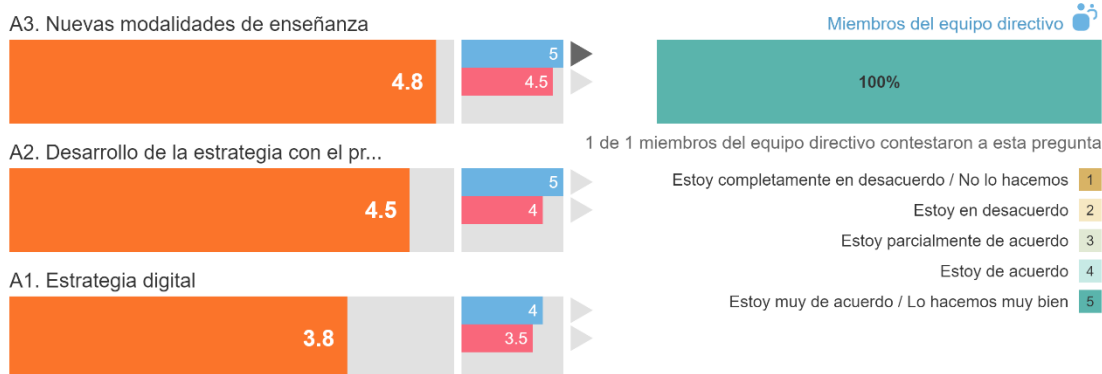 A3. Nuevas modalidades de enseñanza
4.8
5
4.5
A2. Desarrollo de la estrategia con el pr...
4.5
5
4
A1. Estrategia digital
3.8
4
3.5
Miembros del equipo directivo
100%
1 de 1 miembros del equipo directivo contestaron a esta pregunta
Estoy completamente en desacuerdo / No lo hacemos 1
Estoy en desacuerdo 2
Estoy parcialmente de acuerdo 3
Estoy de acuerdo 4
Estoy muy de acuerdo / Lo hacemos muy bien 5